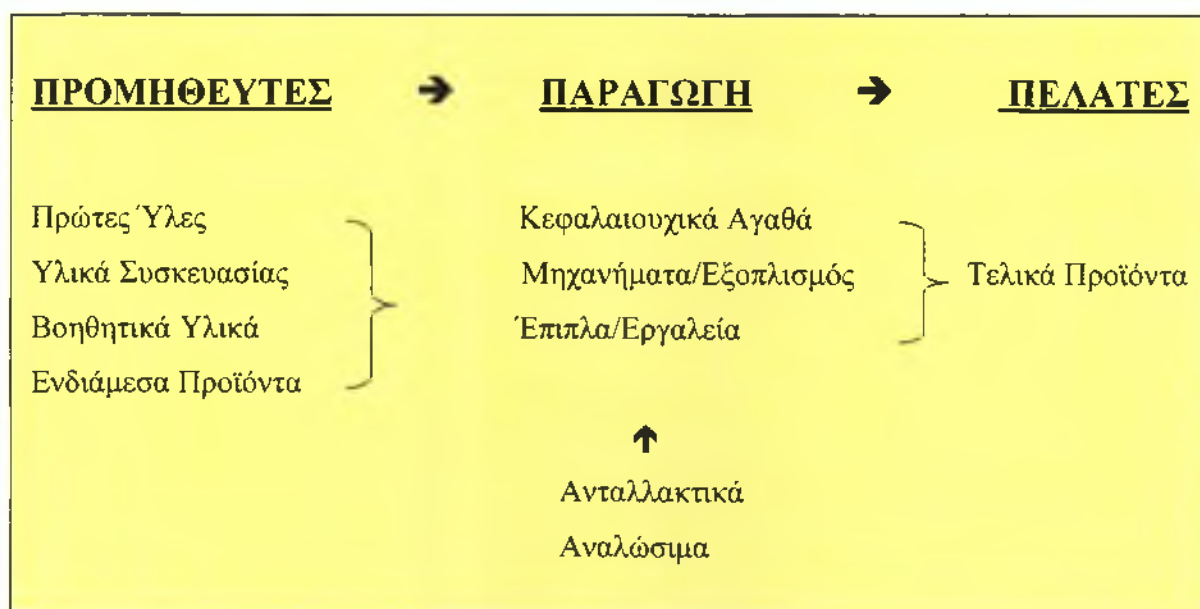 ΠΡΟΜΗΘΕΥΤΕΣ → ΠΑΡΑΓΩΓΗ → ΠΕΛΑΤΕΣ
Πρώτες Ύλες
Υλικά Συσκευασίας
Βοηθητικά Υλικά
Ενδιάμεσα Προϊόντα
Κεφαλαιουχικά Αγαθά
Μηχανήματα/Εξοπλισμός
Έπιπλα/Εργαλεία
Τελικά Προϊόντα
↑
Ανταλλακτικά
Αναλώσιμα